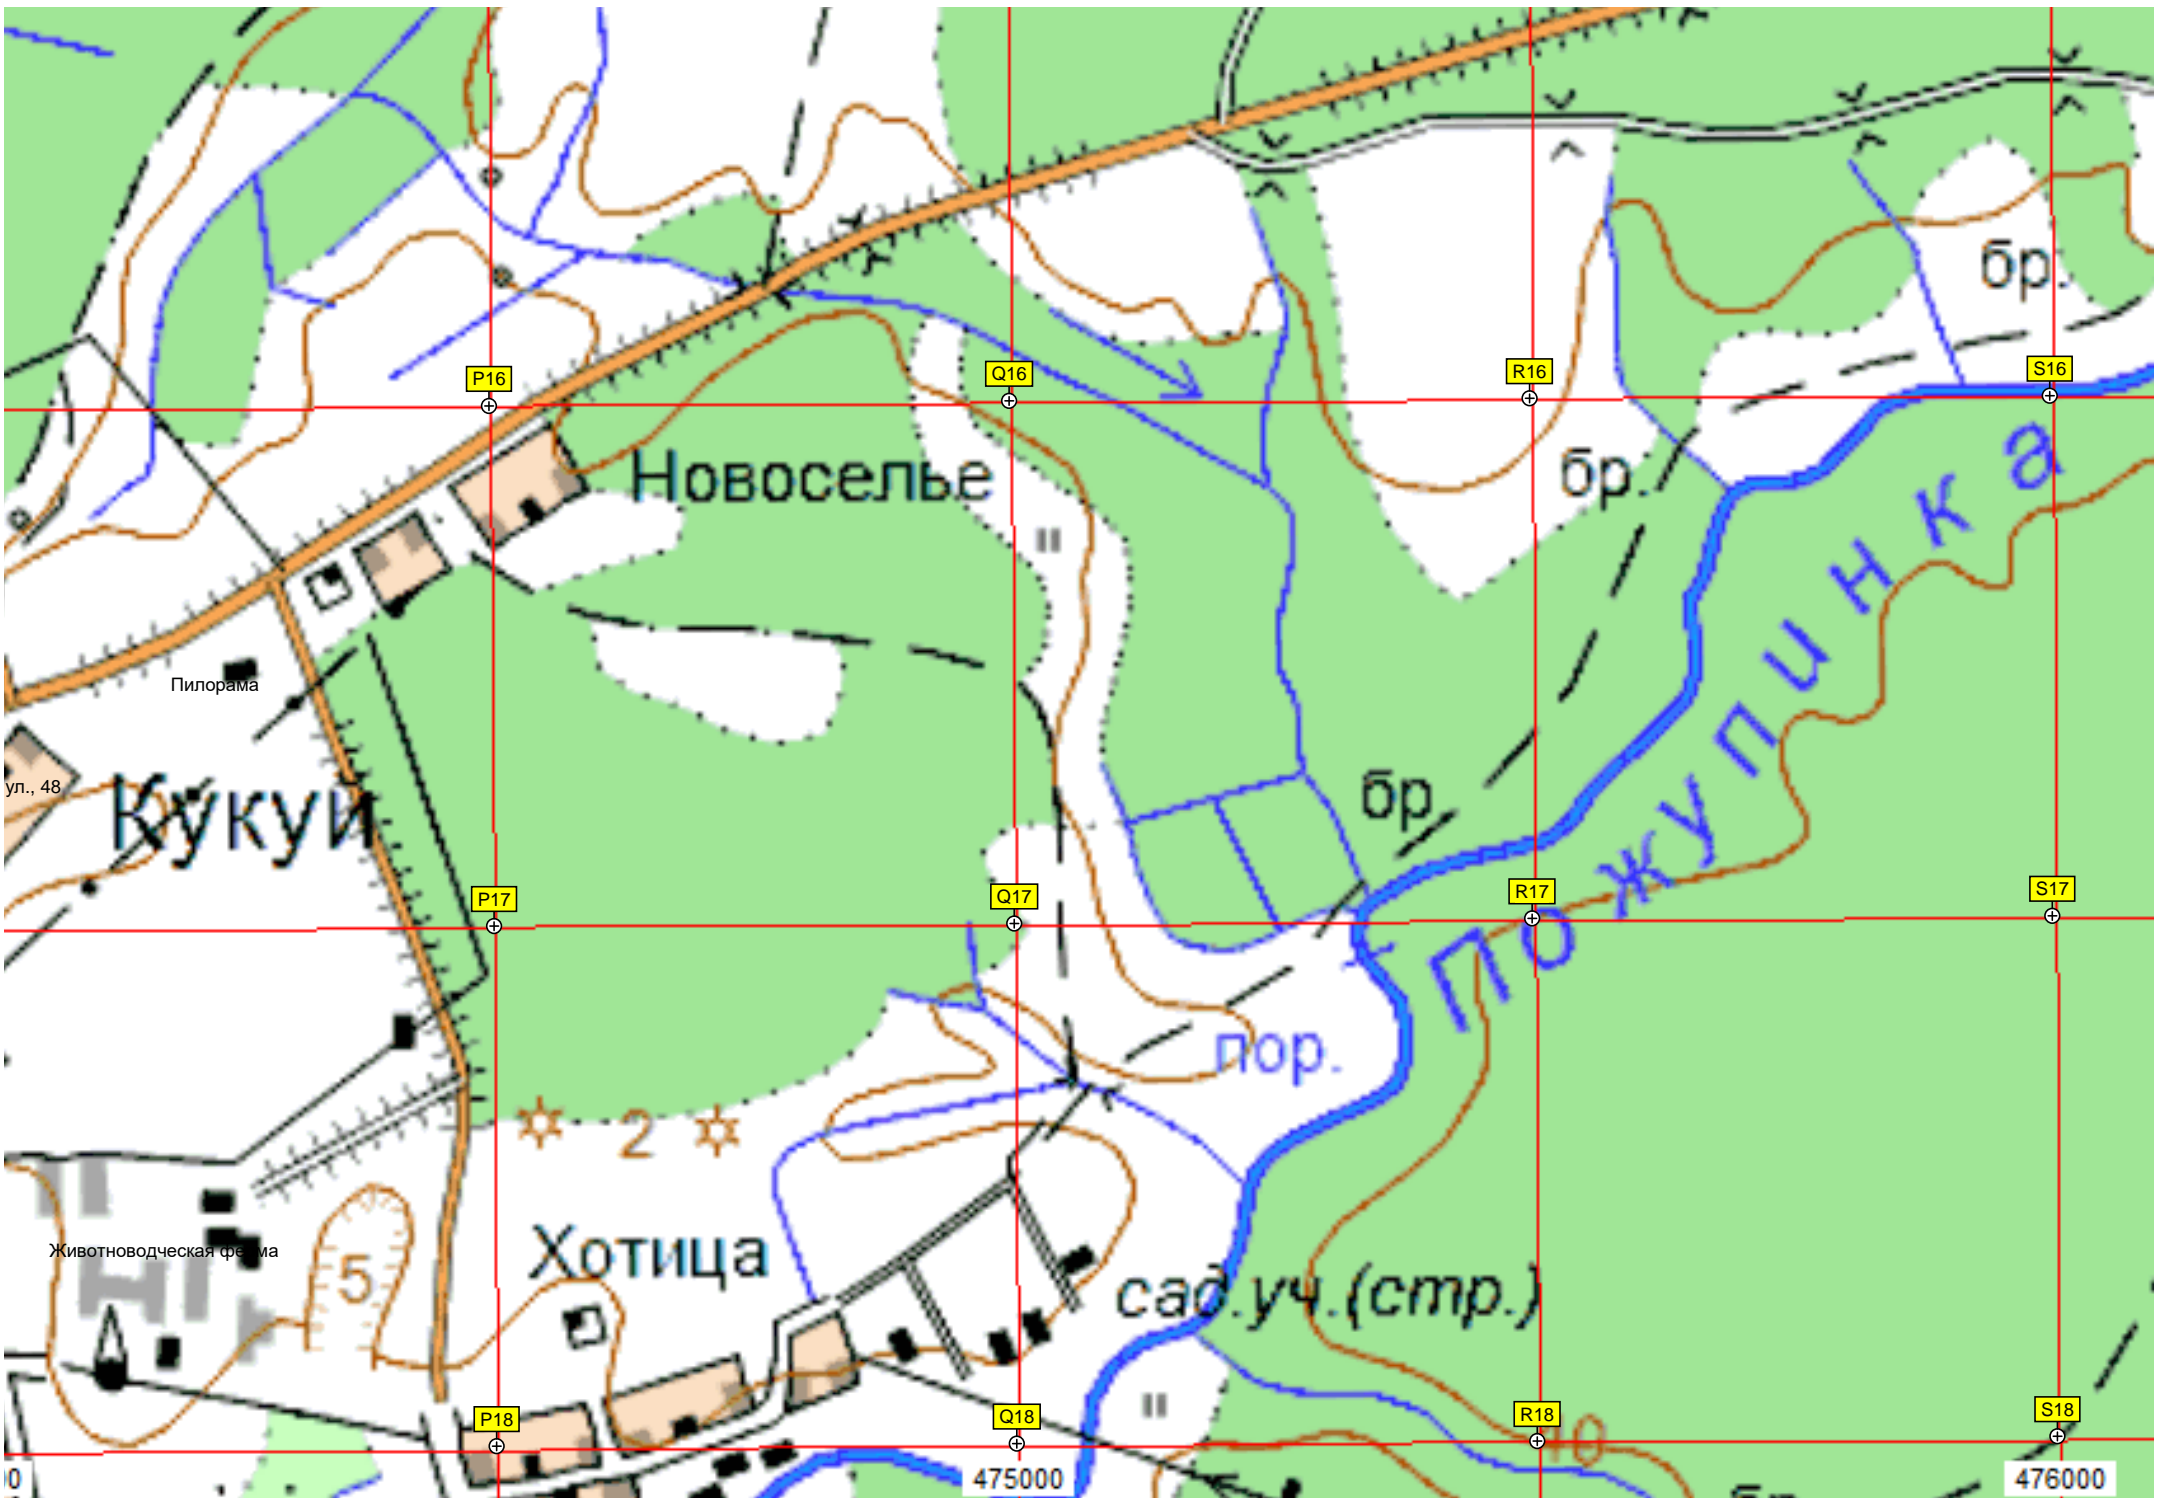 бр.
P16
Q16
R16
S16
Новоселье
бр.
Пожупинка
Пилорама
ул., 48
Кукуй
бр.
P17
Q17
R17
S17
пор.
2
Хотица
Животноводческая ферма
5
сад.уч.(стр.)
P18
Q18
R18
S18
10
475000
476000